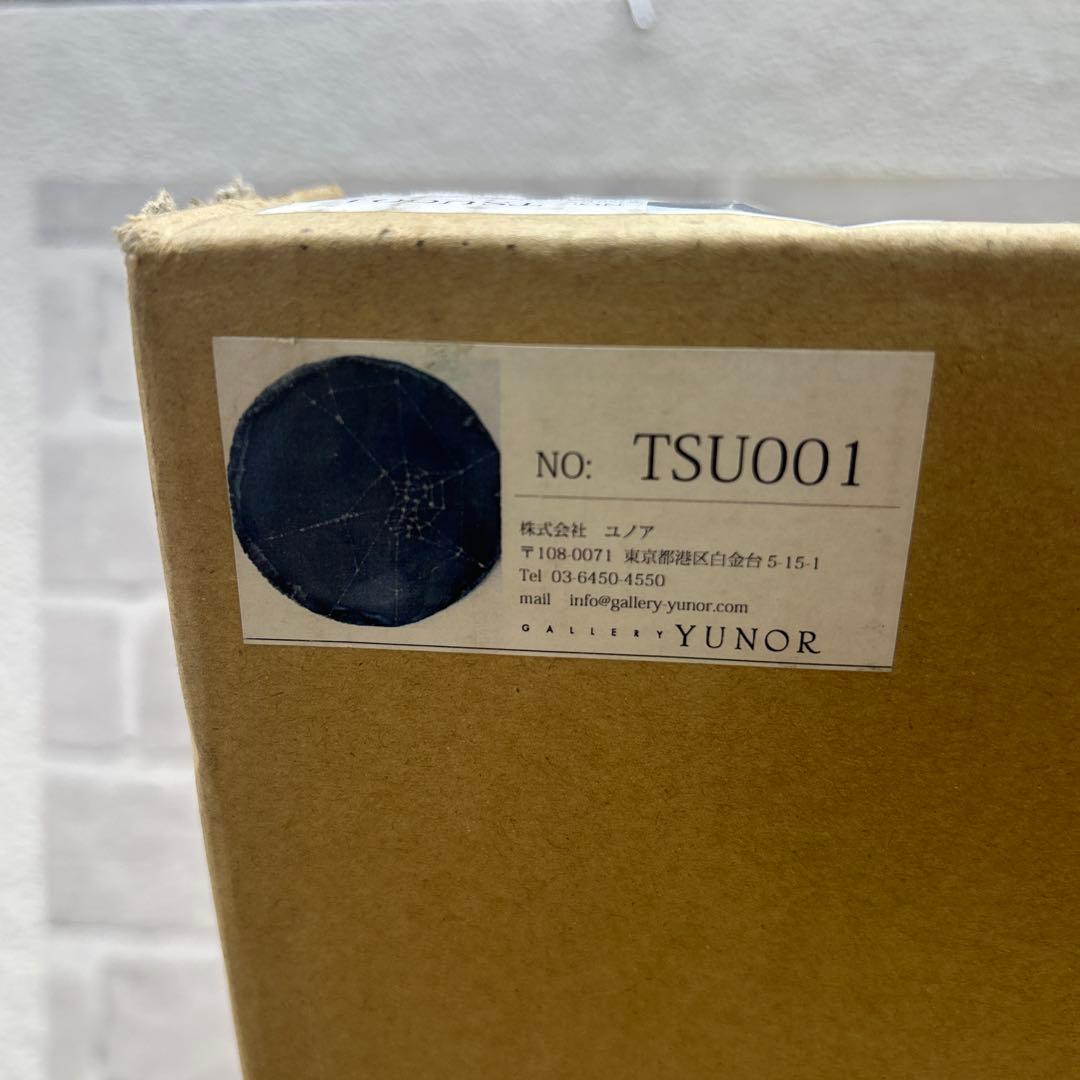 NO: TSU001
株式会社 ユノア
〒108-0071 東京都港区白金台5-15-1
Tel 03-6450-4550
mail info@gallery-yunor.com
GALLERY YUNOR